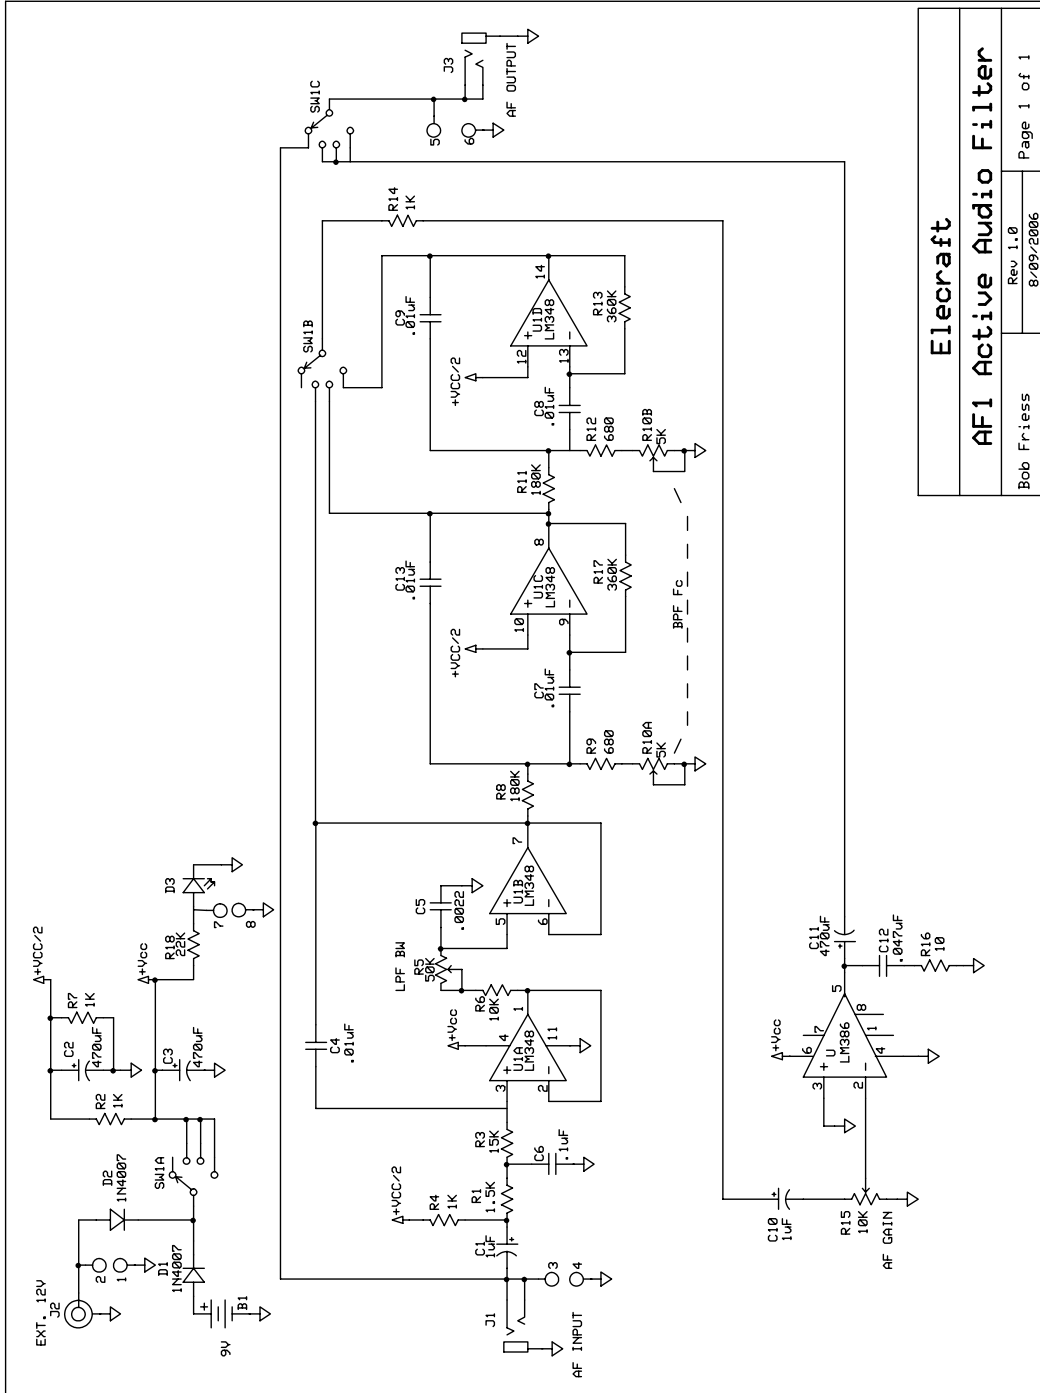 EXT. 12V
J2
2
1
D2
1N4007
D1
1N4007
9V
+
B1
SW1A
R2
1K
C2
470uF
+
R7
1K
+VCC/2
C3
470uF
+
+Vcc
R18
22K
D3
7
8
J1
AF INPUT
3
4
C1
1uF
+
+VCC/2
R4
1K
R1
1.5K
C6
.1uF
R3
15K
C4
.01uF
3
2
+
-
U1A
LM348
4
11
1
+Vcc
R6
10K
LPF BW
R5
50K
C5
.0022
5
6
+
-
U1B
LM348
7
R8
180K
R9
680
R10A
5K
C7
.01uF
C13
.01uF
+VCC/2
10
9
+
-
U1C
LM348
8
R17
360K
BPF Fc
R11
180K
R12
680
R10B
5K
C8
.01uF
C9
.01uF
+VCC/2
12
13
+
-
U1D
LM348
14
R13
360K
SW1B
R14
1K
SW1C
J3
AF OUTPUT
5
6
C10
1uF
+
R15
10K
AF GAIN
3
2
+
-
U
LM386
6
7
1
8
4
5
+Vcc
C11
470uF
+
C12
.047uF
R16
10
Elecraft
AF1 Active Audio Filter
Bob Friess
Rev 1.0
8/09/2006
Page 1 of 1